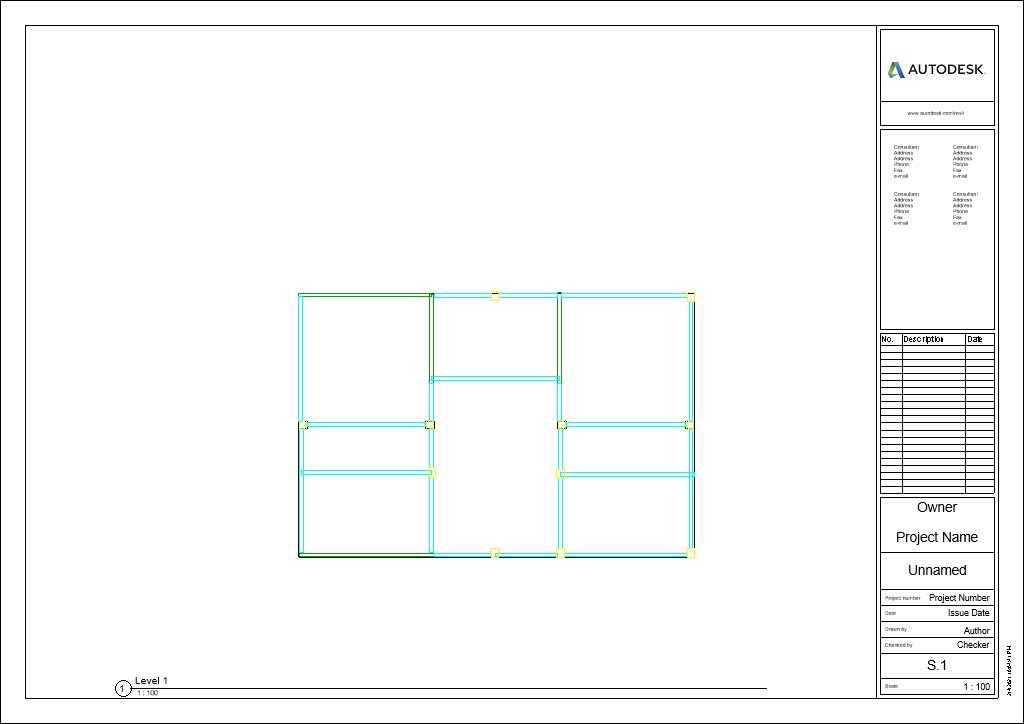 AUTODESK.
www.autodesk.com/revit
Consultant
Address
Address
Phone
Fax
e-mail
Consultant
Address
Address
Phone
Fax
e-mail
Consultant
Address
Address
Phone
Fax
e-mail
Consultant
Address
Address
Phone
Fax
e-mail
No. Description Date
Owner
Project Name
Unnamed
Project number Project Number
Date Issue Date
Drawn by Author
Checked by Checker
S.1
Scale 1 : 100
1 Level 1
1 : 100